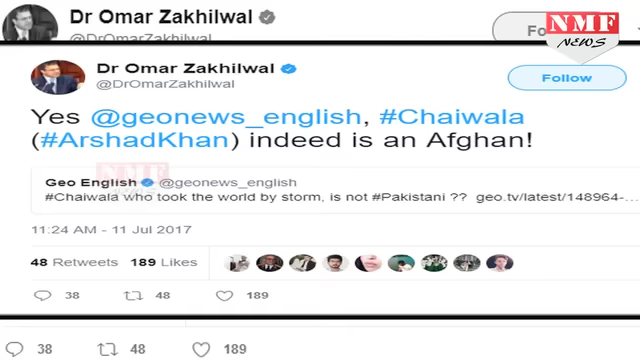 Dr Omar Zakhilwal
@DrOmarZakhilwal
NMF
NEWS
Dr Omar Zakhilwal
@DrOmarZakhilwal
Follow
Yes @geonews_english, #Chaiwala
(#ArshadKhan) indeed is an Afghan!
NMF
NEWS
Geo English @geonews_english
#Chaiwala who took the world by storm, is not #Pakistani ?? geo.tv/latest/148964-...
11:24 AM - 11 Jul 2017
48 Retweets 189 Likes
38 48 189
38 48 189